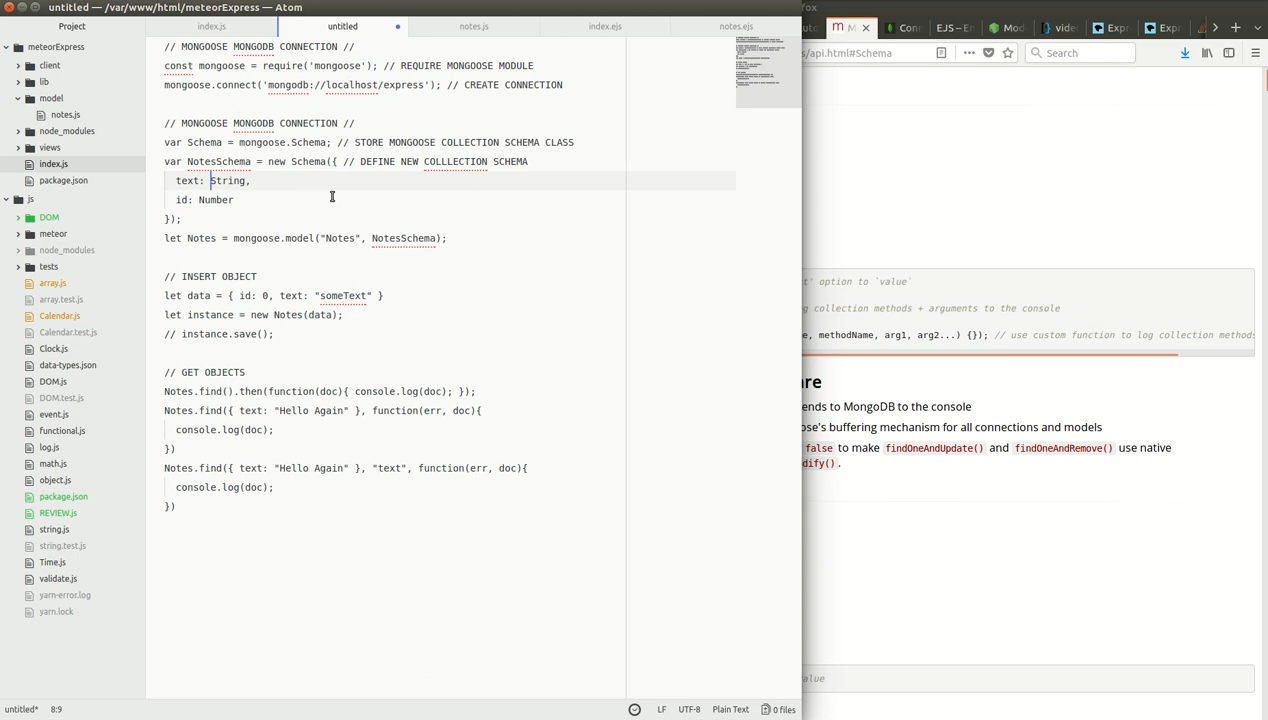 untitled — /var/www/html/meteorExpress — Atom
fox
Project
index.js
untitled
notes.js
index.ejs
notes.ejs
meteorExpress
client
lib
model
notes.js
node_modules
views
index.js
package.json
js
DOM
meteor
node_modules
tests
array.js
array.test.js
Calendar.js
Calendar.test.js
Clock.js
data-types.json
DOM.js
DOM.test.js
event.js
functional.js
log.js
math.js
object.js
package.json
REVIEW.js
string.js
string.test.js
Time.js
validate.js
yarn-error.log
yarn.lock
// MONGOOSE MONGODB CONNECTION //
const mongoose = require('mongoose'); // REQUIRE MONGOOSE MODULE
mongoose.connect('mongodb://localhost/express'); // CREATE CONNECTION
// MONGOOSE MONGODB CONNECTION //
var Schema = mongoose.Schema; // STORE MONGOOSE COLLECTION SCHEMA CLASS
var NotesSchema = new Schema({ // DEFINE NEW COLLLECTION SCHEMA
text: String,
id: Number
});
let Notes = mongoose.model("Notes", NotesSchema);
// INSERT OBJECT
let data = { id: 0, text: "someText" }
let instance = new Notes(data);
// instance.save();
// GET OBJECTS
Notes.find().then(function(doc){ console.log(doc); });
Notes.find({ text: "Hello Again" }, function(err, doc){
console.log(doc);
})
Notes.find({ text: "Hello Again" }, "text", function(err, doc){
console.log(doc);
})
untitled* 8:9
LF UTF-8 Plain Text 0 files
m M
Con
EJS – E
Mod
vide
Expr
Expr
s/api.html#Schema
Search
t' option to `value`
g collection methods + arguments to the console
e, methodName, arg1, arg2...) {}); // use custom function to log collection methods
are
ends to MongoDB to the console
ose's buffering mechanism for all connections and models
false to make findOneAndUpdate() and findOneAndRemove() use native
dify().
alue